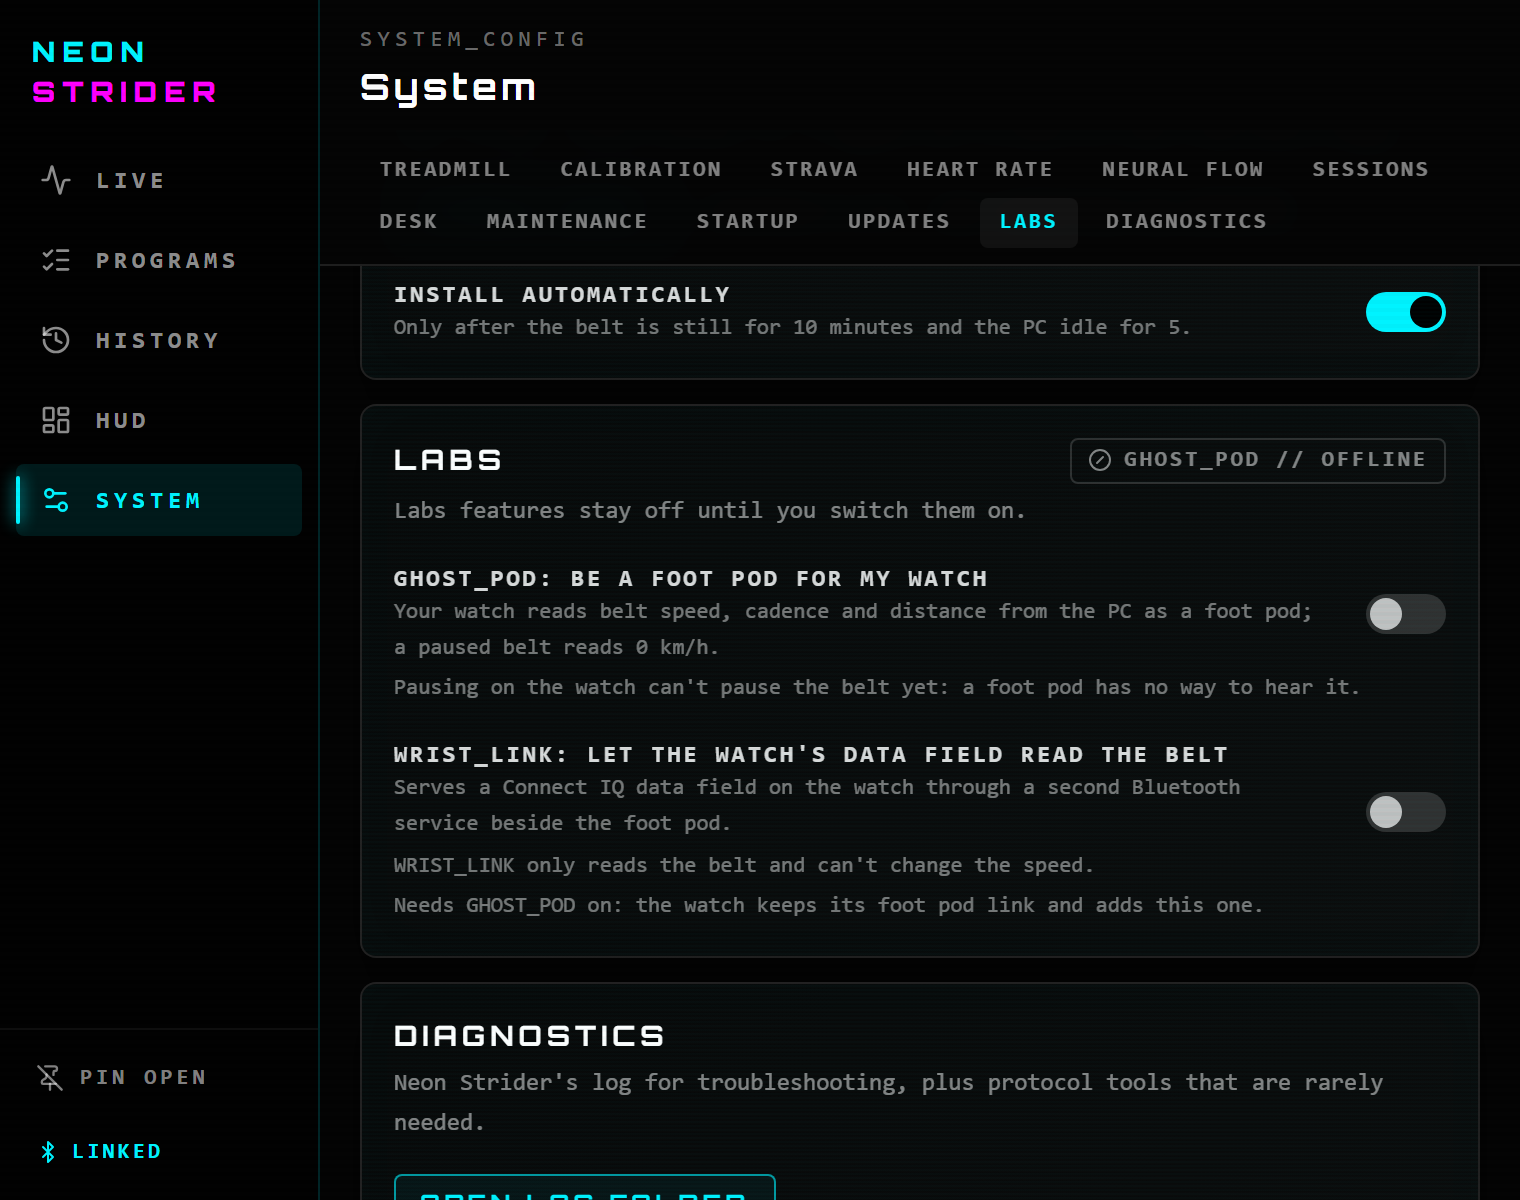 NEON
STRIDER
LIVE
PROGRAMS
HISTORY
HUD
SYSTEM
PIN OPEN
LINKED
SYSTEM_CONFIG
System
TREADMILL CALIBRATION STRAVA HEART RATE NEURAL FLOW SESSIONS
DESK MAINTENANCE STARTUP UPDATES LABS DIAGNOSTICS
INSTALL AUTOMATICALLY
Only after the belt is still for 10 minutes and the PC idle for 5.
LABS
GHOST_POD // OFFLINE
Labs features stay off until you switch them on.
GHOST_POD: BE A FOOT POD FOR MY WATCH
Your watch reads belt speed, cadence and distance from the PC as a foot pod;
a paused belt reads 0 km/h.
Pausing on the watch can't pause the belt yet: a foot pod has no way to hear it.
WRIST_LINK: LET THE WATCH'S DATA FIELD READ THE BELT
Serves a Connect IQ data field on the watch through a second Bluetooth
service beside the foot pod.
WRIST_LINK only reads the belt and can't change the speed.
Needs GHOST_POD on: the watch keeps its foot pod link and adds this one.
DIAGNOSTICS
Neon Strider's log for troubleshooting, plus protocol tools that are rarely
needed.
OPEN LOG FOLDER